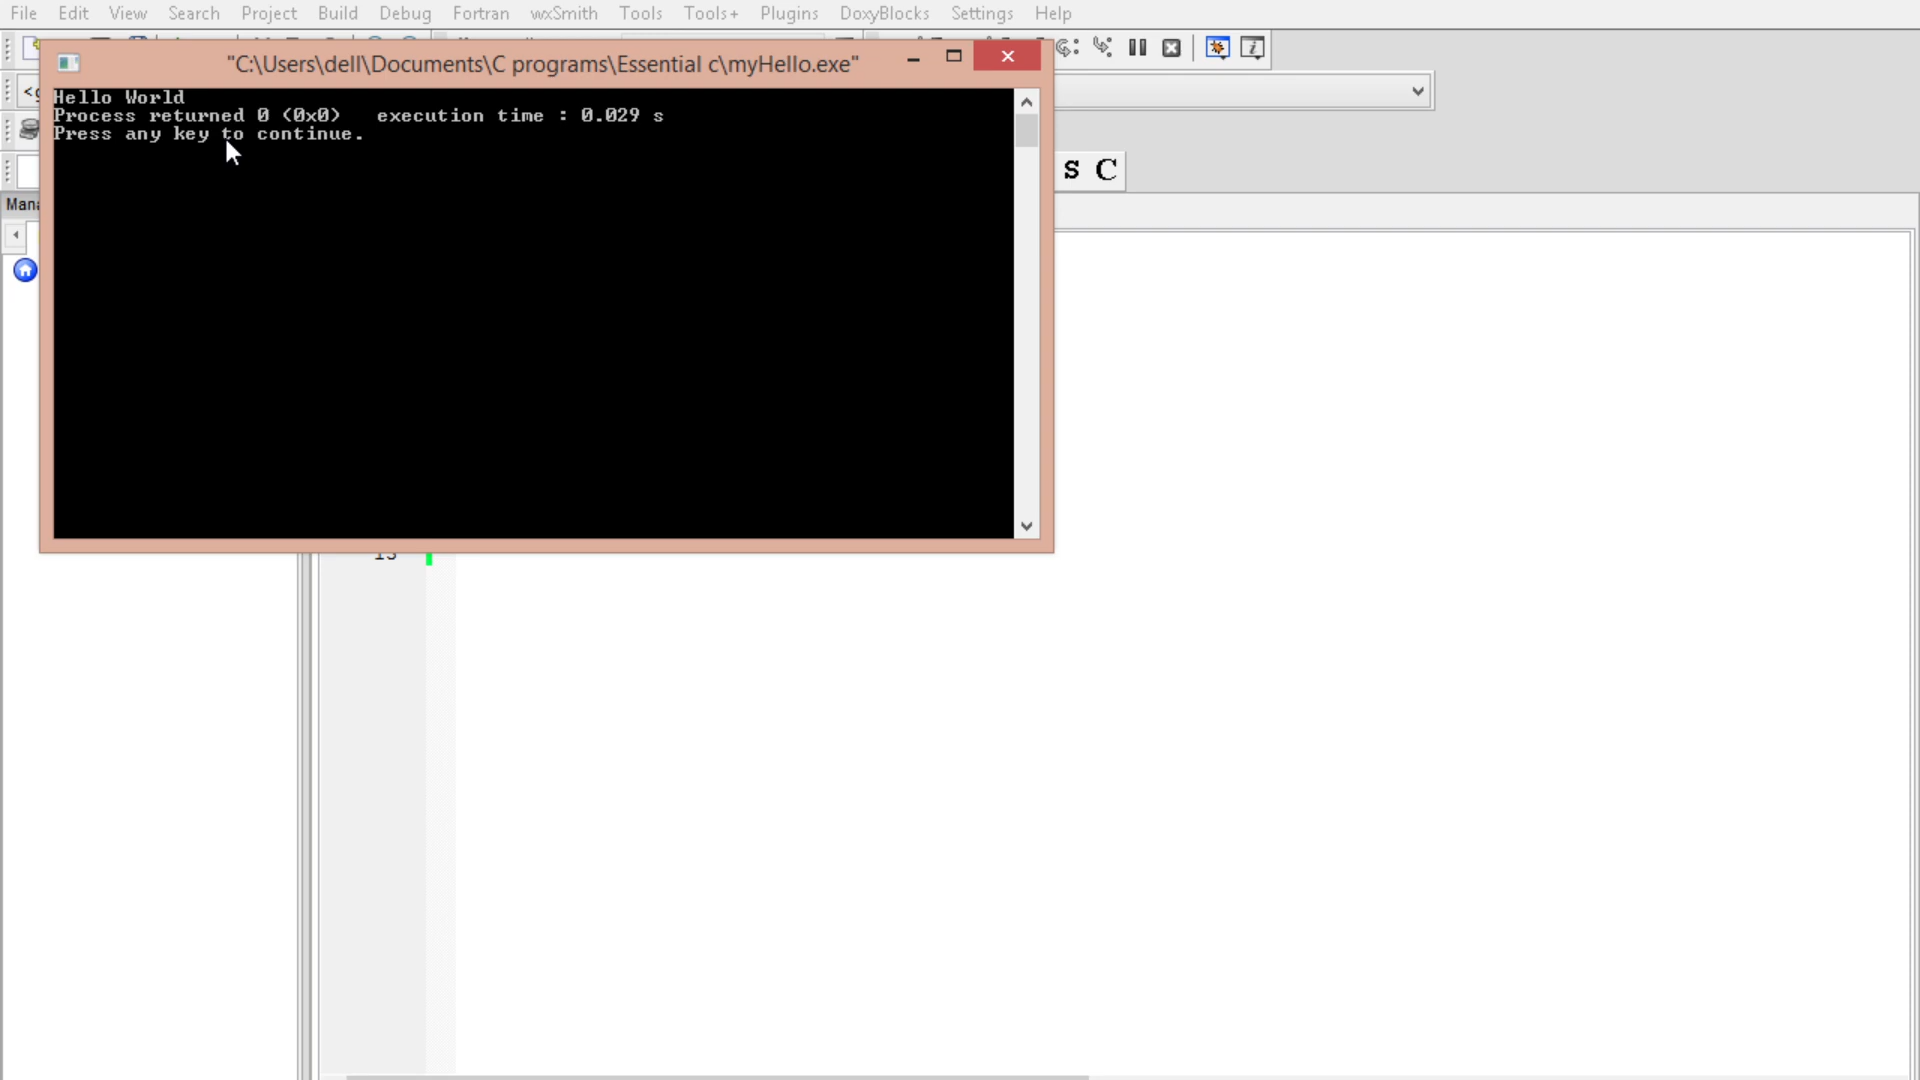 File Edit View Search Project Build Debug Fortran wxSmith Tools Tools+ Plugins DoxyBlocks Settings Help
"C:\Users\dell\Documents\C programs\Essential c\myHello.exe"
Hello World
Process returned 0 (0x0)   execution time : 0.029 s
Press any key to continue.
S C
13